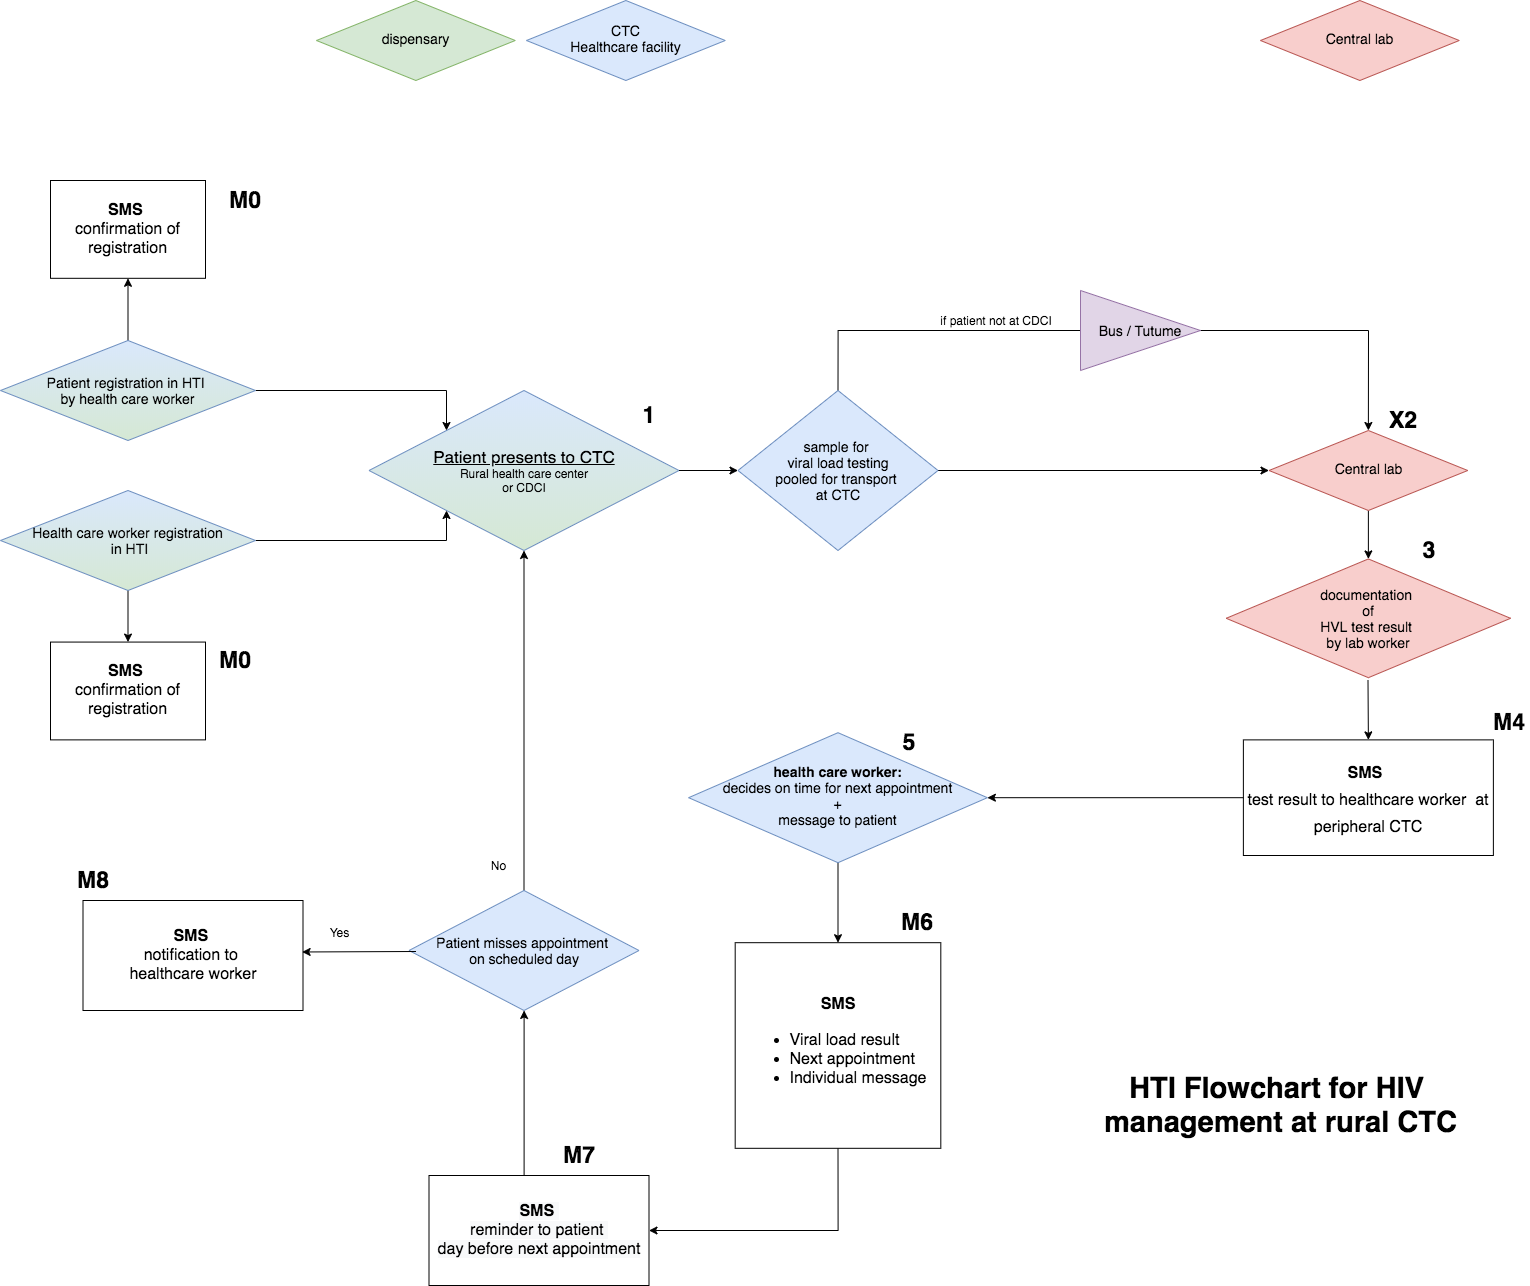 dispensary
CTC
Healthcare facility
Central lab
SMS
confirmation of
registration
M0
Patient registration in HTI
by health care worker
Health care worker registration
in HTI
SMS
confirmation of
registration
M0
Patient presents to CTC
Rural health care center
or CDCI
1
sample for
viral load testing
pooled for transport
at CTC
if patient not at CDCI
Bus / Tutume
X2
Central lab
3
documentation
of
HVL test result
by lab worker
M4
SMS
test result to healthcare worker at
peripheral CTC
5
health care worker:
decides on time for next appointment
+
message to patient
M6
SMS
• Viral load result
• Next appointment
• Individual message
M7
SMS
reminder to patient
day before next appointment
Patient misses appointment
on scheduled day
No
Yes
M8
SMS
notification to
healthcare worker
HTI Flowchart for HIV
management at rural CTC